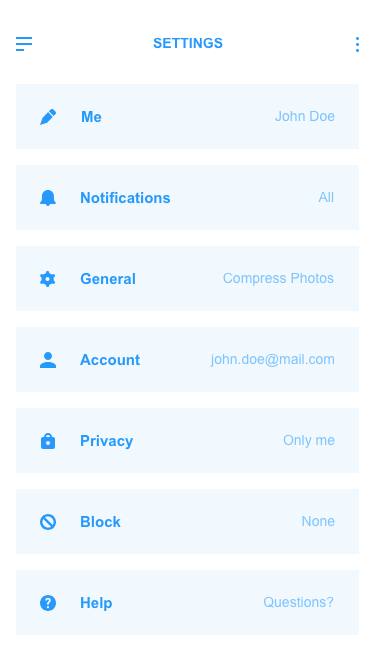 SETTINGS
Me John Doe
Notifications All
General Compress Photos
Account john.doe@mail.com
Privacy Only me
Block None
Help Questions?